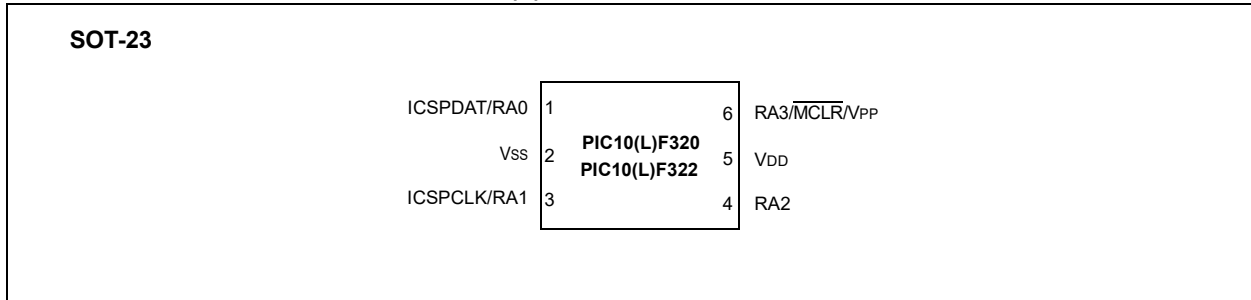 SOT-23
ICSPDAT/RA0 1 6 RA3/MCLR/VPP
PIC10(L)F320
VSS 2 5 VDD
PIC10(L)F322
ICSPCLK/RA1 3 4 RA2